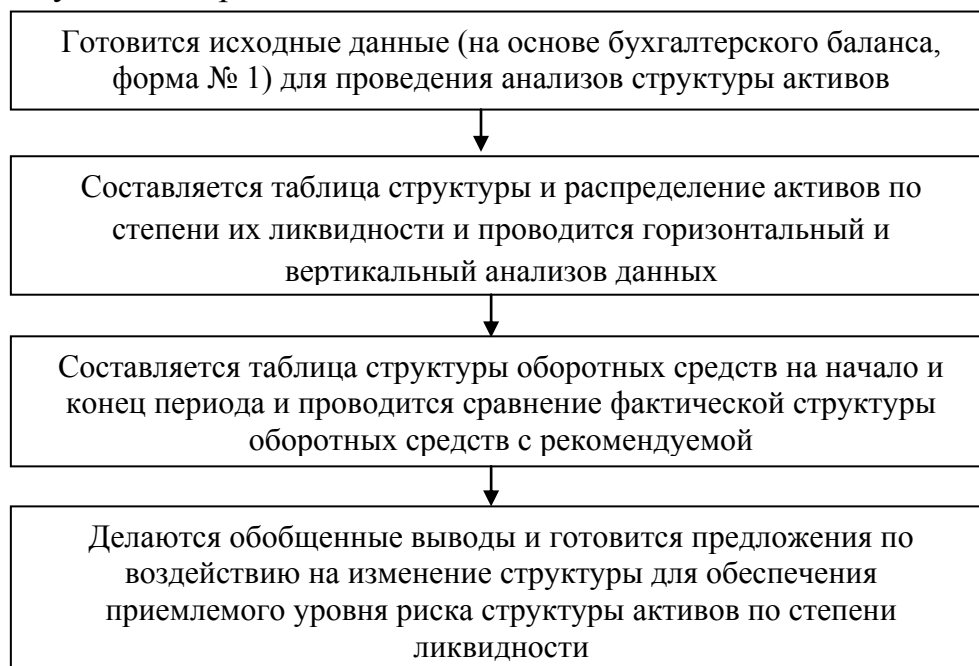 Готовится исходные данные (на основе бухгалтерского баланса,
форма № 1) для проведения анализов структуры активов
Составляется таблица структуры и распределение активов по
степени их ликвидности и проводится горизонтальный и
вертикальный анализов данных
Составляется таблица структуры оборотных средств на начало и
конец периода и проводится сравнение фактической структуры
оборотных средств с рекомендуемой
Делаются обобщенные выводы и готовится предложения по
воздействию на изменение структуры для обеспечения
приемлемого уровня риска структуры активов по степени
ликвидности